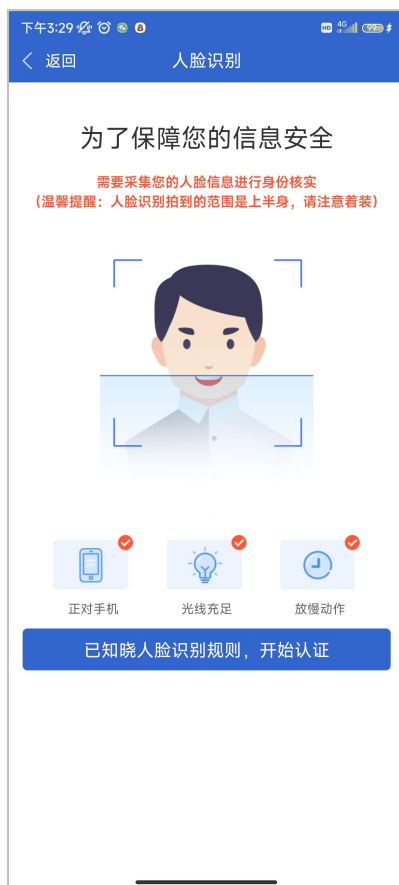 下午3:29
HD 4G 99
返回 人脸识别
为了保障您的信息安全
需要采集您的人脸信息进行身份核实
(温馨提醒：人脸识别拍到的范围是上半身，请注意着装)
正对手机 光线充足 放慢动作
已知晓人脸识别规则，开始认证